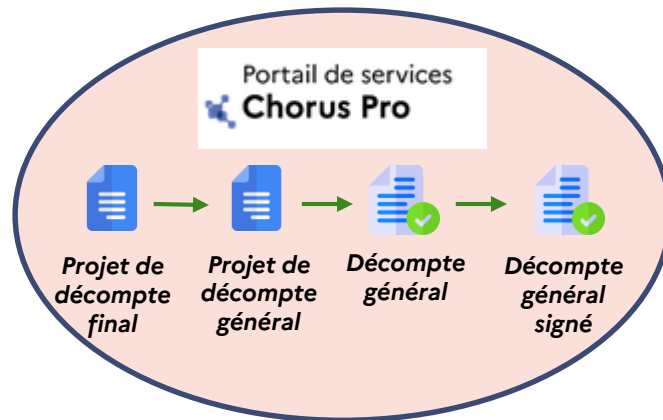 Portail de services
Chorus Pro
Projet de
décompte
final
Projet de
décompte
général
Décompte
général
Décompte
général
signé